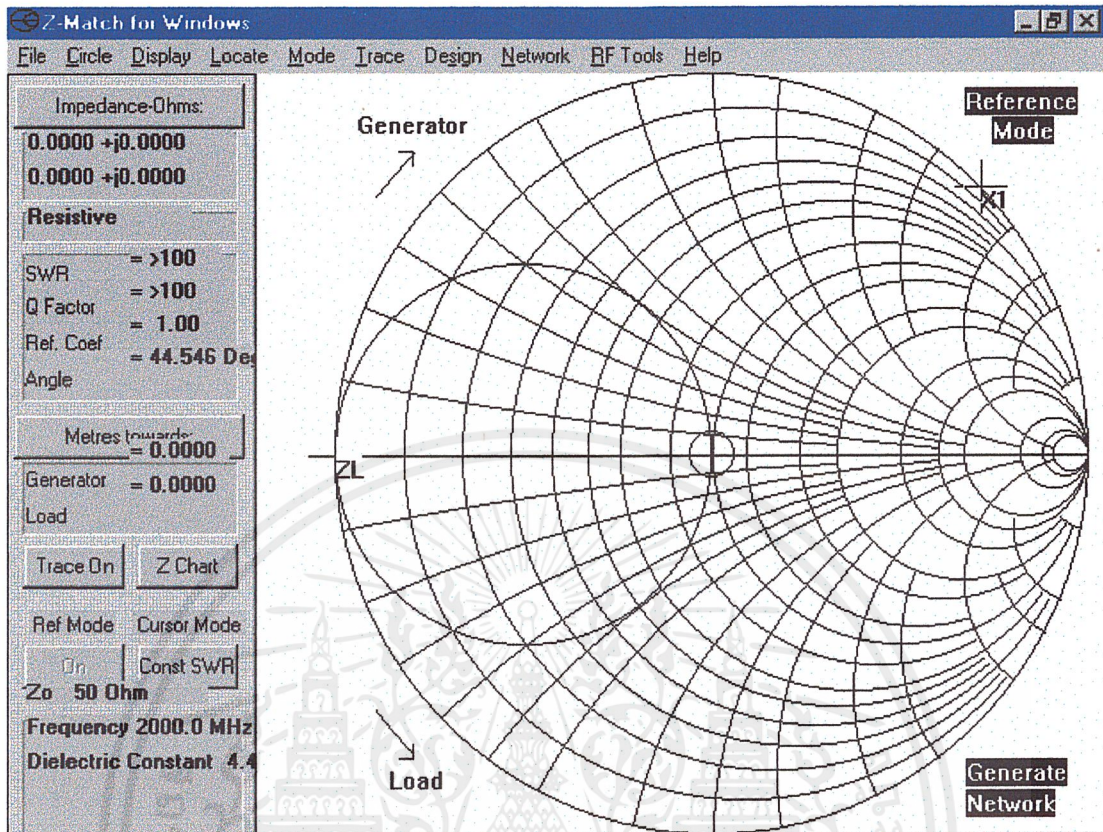 Z-Match for Windows
File Circle Display Locate Mode Trace Design Network RF Tools Help
Impedance-Ohms:
0.0000 +j0.0000
0.0000 +j0.0000
Resistive
SWR = >100
Q Factor = >100
Ref. Coef = 1.00
Angle = 44.546 Deg
Metres towards:
Generator = 0.0000
Load = 0.0000
Trace On Z Chart
Ref Mode Cursor Mode
On Const SWR
Zo 50 Ohm
Frequency 2000.0 MHz
Dielectric Constant 4.4
Generator
Reference
Mode
X1
ZL
Load
Generate
Network